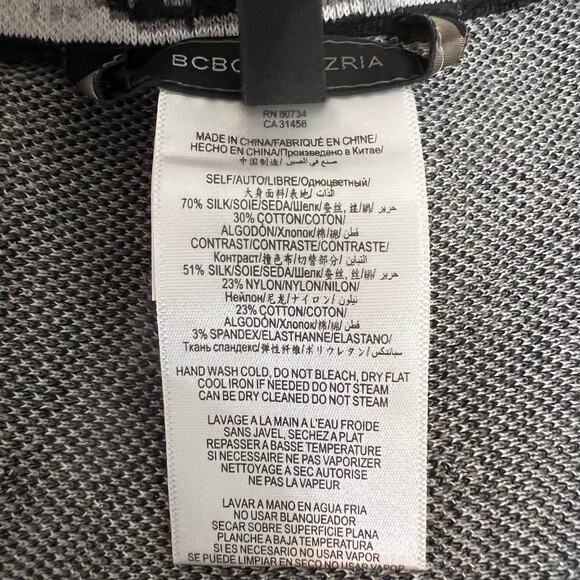 BCBG ZRIA
RN 80734
CA 31458
MADE IN CHINA/FABRIQUÉ EN CHINE/
HECHO EN CHINA/Произведено в Китае/
中国制造/ صنع في الصين/
SELF/AUTO/LIBRE/Одноцветный/
大身面料/表地/ الذات/
70% SILK/SOIE/SEDA/Шелк/蚕丝, 丝/絹/ حرير
30% COTTON/COTON/
ALGODÓN/Хлопок/棉/綿/ قطن
CONTRAST/CONTRASTE/CONTRASTE/
Контраст/撞色布/切替部分/ التباين
51% SILK/SOIE/SEDA/Шелк/蚕丝, 丝/絹/ حرير
23% NYLON/NYLON/NILON/
Нейлон/尼龙/ナイロン/ نيلون
23% COTTON/COTON/
ALGODÓN/Хлопок/棉/綿/ قطن
3% SPANDEX/ELASTHANNE/ELASTANO/
Ткань спандекс/弹性纤维/ポリウレタン/ سباندكس
HAND WASH COLD, DO NOT BLEACH, DRY FLAT
COOL IRON IF NEEDED DO NOT STEAM
CAN BE DRY CLEANED DO NOT STEAM
LAVAGE A LA MAIN A L'EAU FROIDE
SANS JAVEL, SECHEZ A PLAT
REPASSER A BASSE TEMPERATURE
SI NECESSAIRE NE PAS VAPORIZER
NETTOYAGE A SEC AUTORISE
NE PAS LA VAPEUR
LAVAR A MANO EN AGUA FRIA
NO USAR BLANQUEADOR
SECAR SOBRE SUPERFICIE PLANA
PLANCHE A BAJA TEMPERATURA
SI ES NECESARIO NO USAR VAPOR
SE PUEDE LIMPIAR EN SECO NO USAR VAPOR